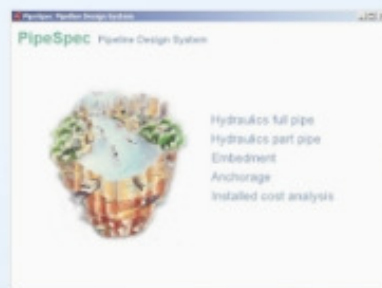 PipeSpec Pipeline Design System
PipeSpec Pipeline Design System
Hydraulics full pipe
Hydraulics part pipe
Embedment
Anchorage
Installed cost analysis